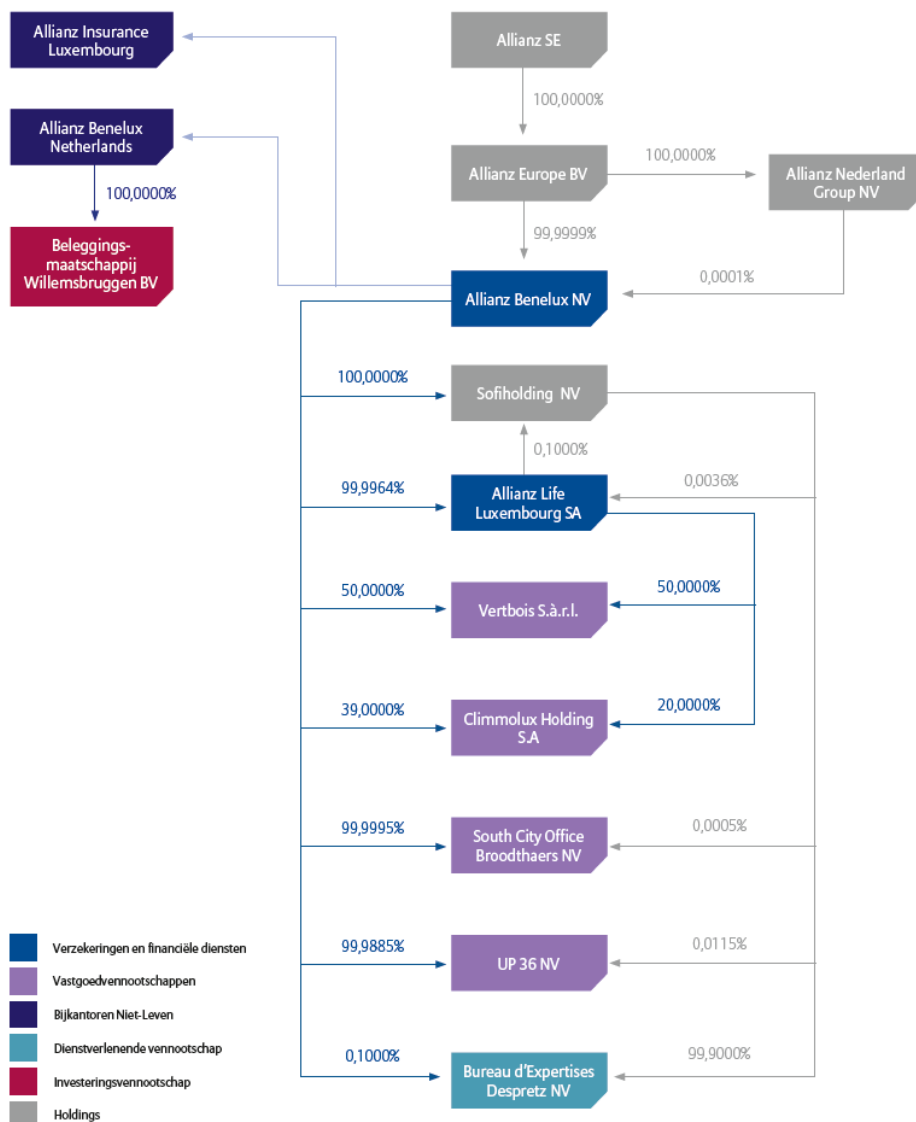 Allianz Insurance
Luxembourg
Allianz SE
100,0000%
Allianz Benelux
Netherlands
Allianz Europe BV
100,0000%
Allianz Nederland
Group NV
100,0000%
99,9999%
Beleggings-
maatschappij
Willemsbruggen BV
Allianz Benelux NV
0,0001%
100,0000%
Sofiholding NV
0,1000%
99,9964%
Allianz Life
Luxembourg SA
0,0036%
50,0000%
Vertbois S.à.r.l.
50,0000%
39,0000%
Climmolux Holding
S.A
20,0000%
99,9995%
South City Office
Broodthaers NV
0,0005%
99,9885%
UP 36 NV
0,0115%
0,1000%
Bureau d'Expertises
Despretz NV
99,9000%
Verzekeringen en financiële diensten
Vastgoedvennootschappen
Bijkantoren Niet-Leven
Dienstverlenende vennootschap
Investeringsvennootschap
Holdings